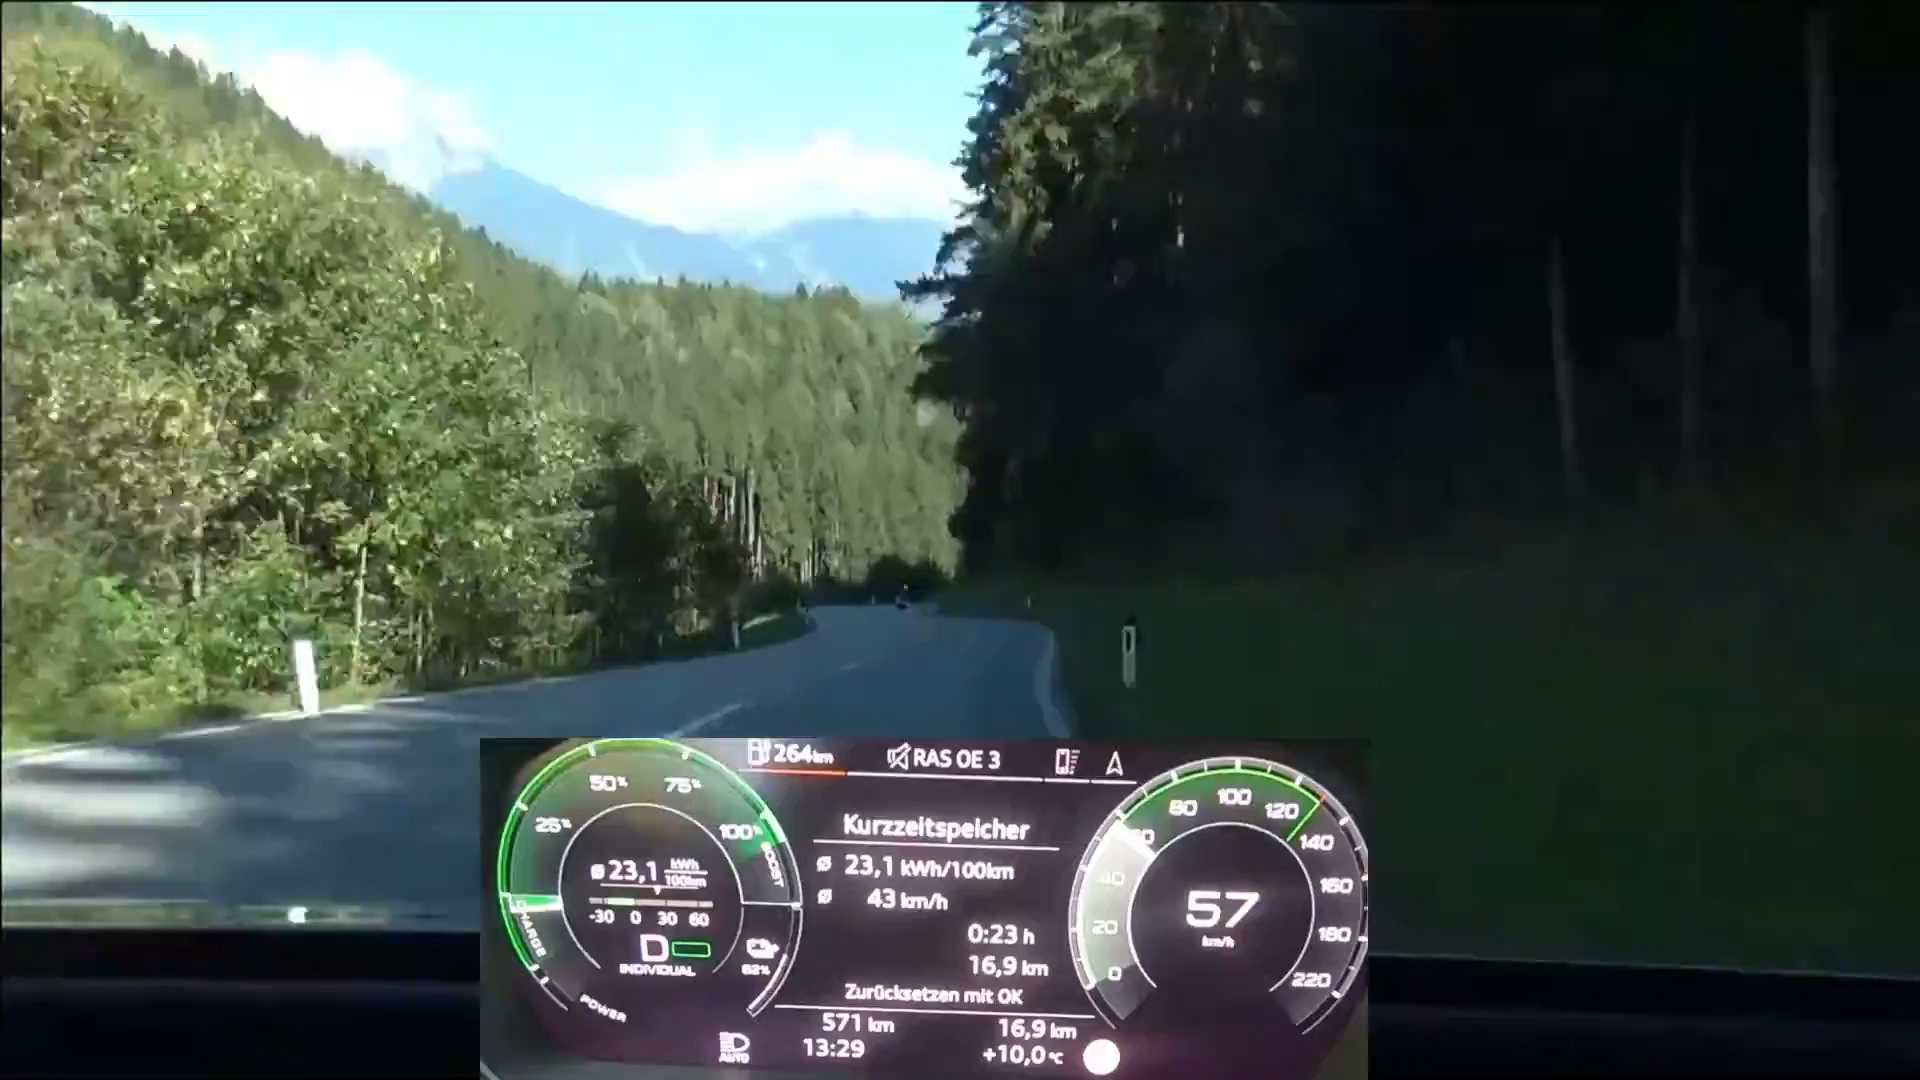 264 km
RAS OE 3
25%
50%
75%
100%
BOOST
CHARGE
POWER
Ø 23,1 kWh
100km
-30 0 30 60
D
INDIVIDUAL
62%
Kurzzeitspeicher
Ø 23,1 kWh/100km
Ø 43 km/h
0:23 h
16,9 km
Zurücksetzen mit OK
571 km
16,9 km
AUTO
13:29
+10,0 °C
0
20
40
60
80
100
120
140
160
180
220
57
km/h